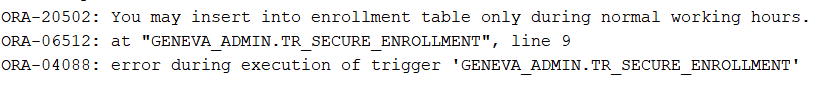 ORA-20502: You may insert into enrollment table only during normal working hours.
ORA-06512: at "GENEVA_ADMIN.TR_SECURE_ENROLLMENT", line 9
ORA-04088: error during execution of trigger 'GENEVA_ADMIN.TR_SECURE_ENROLLMENT'